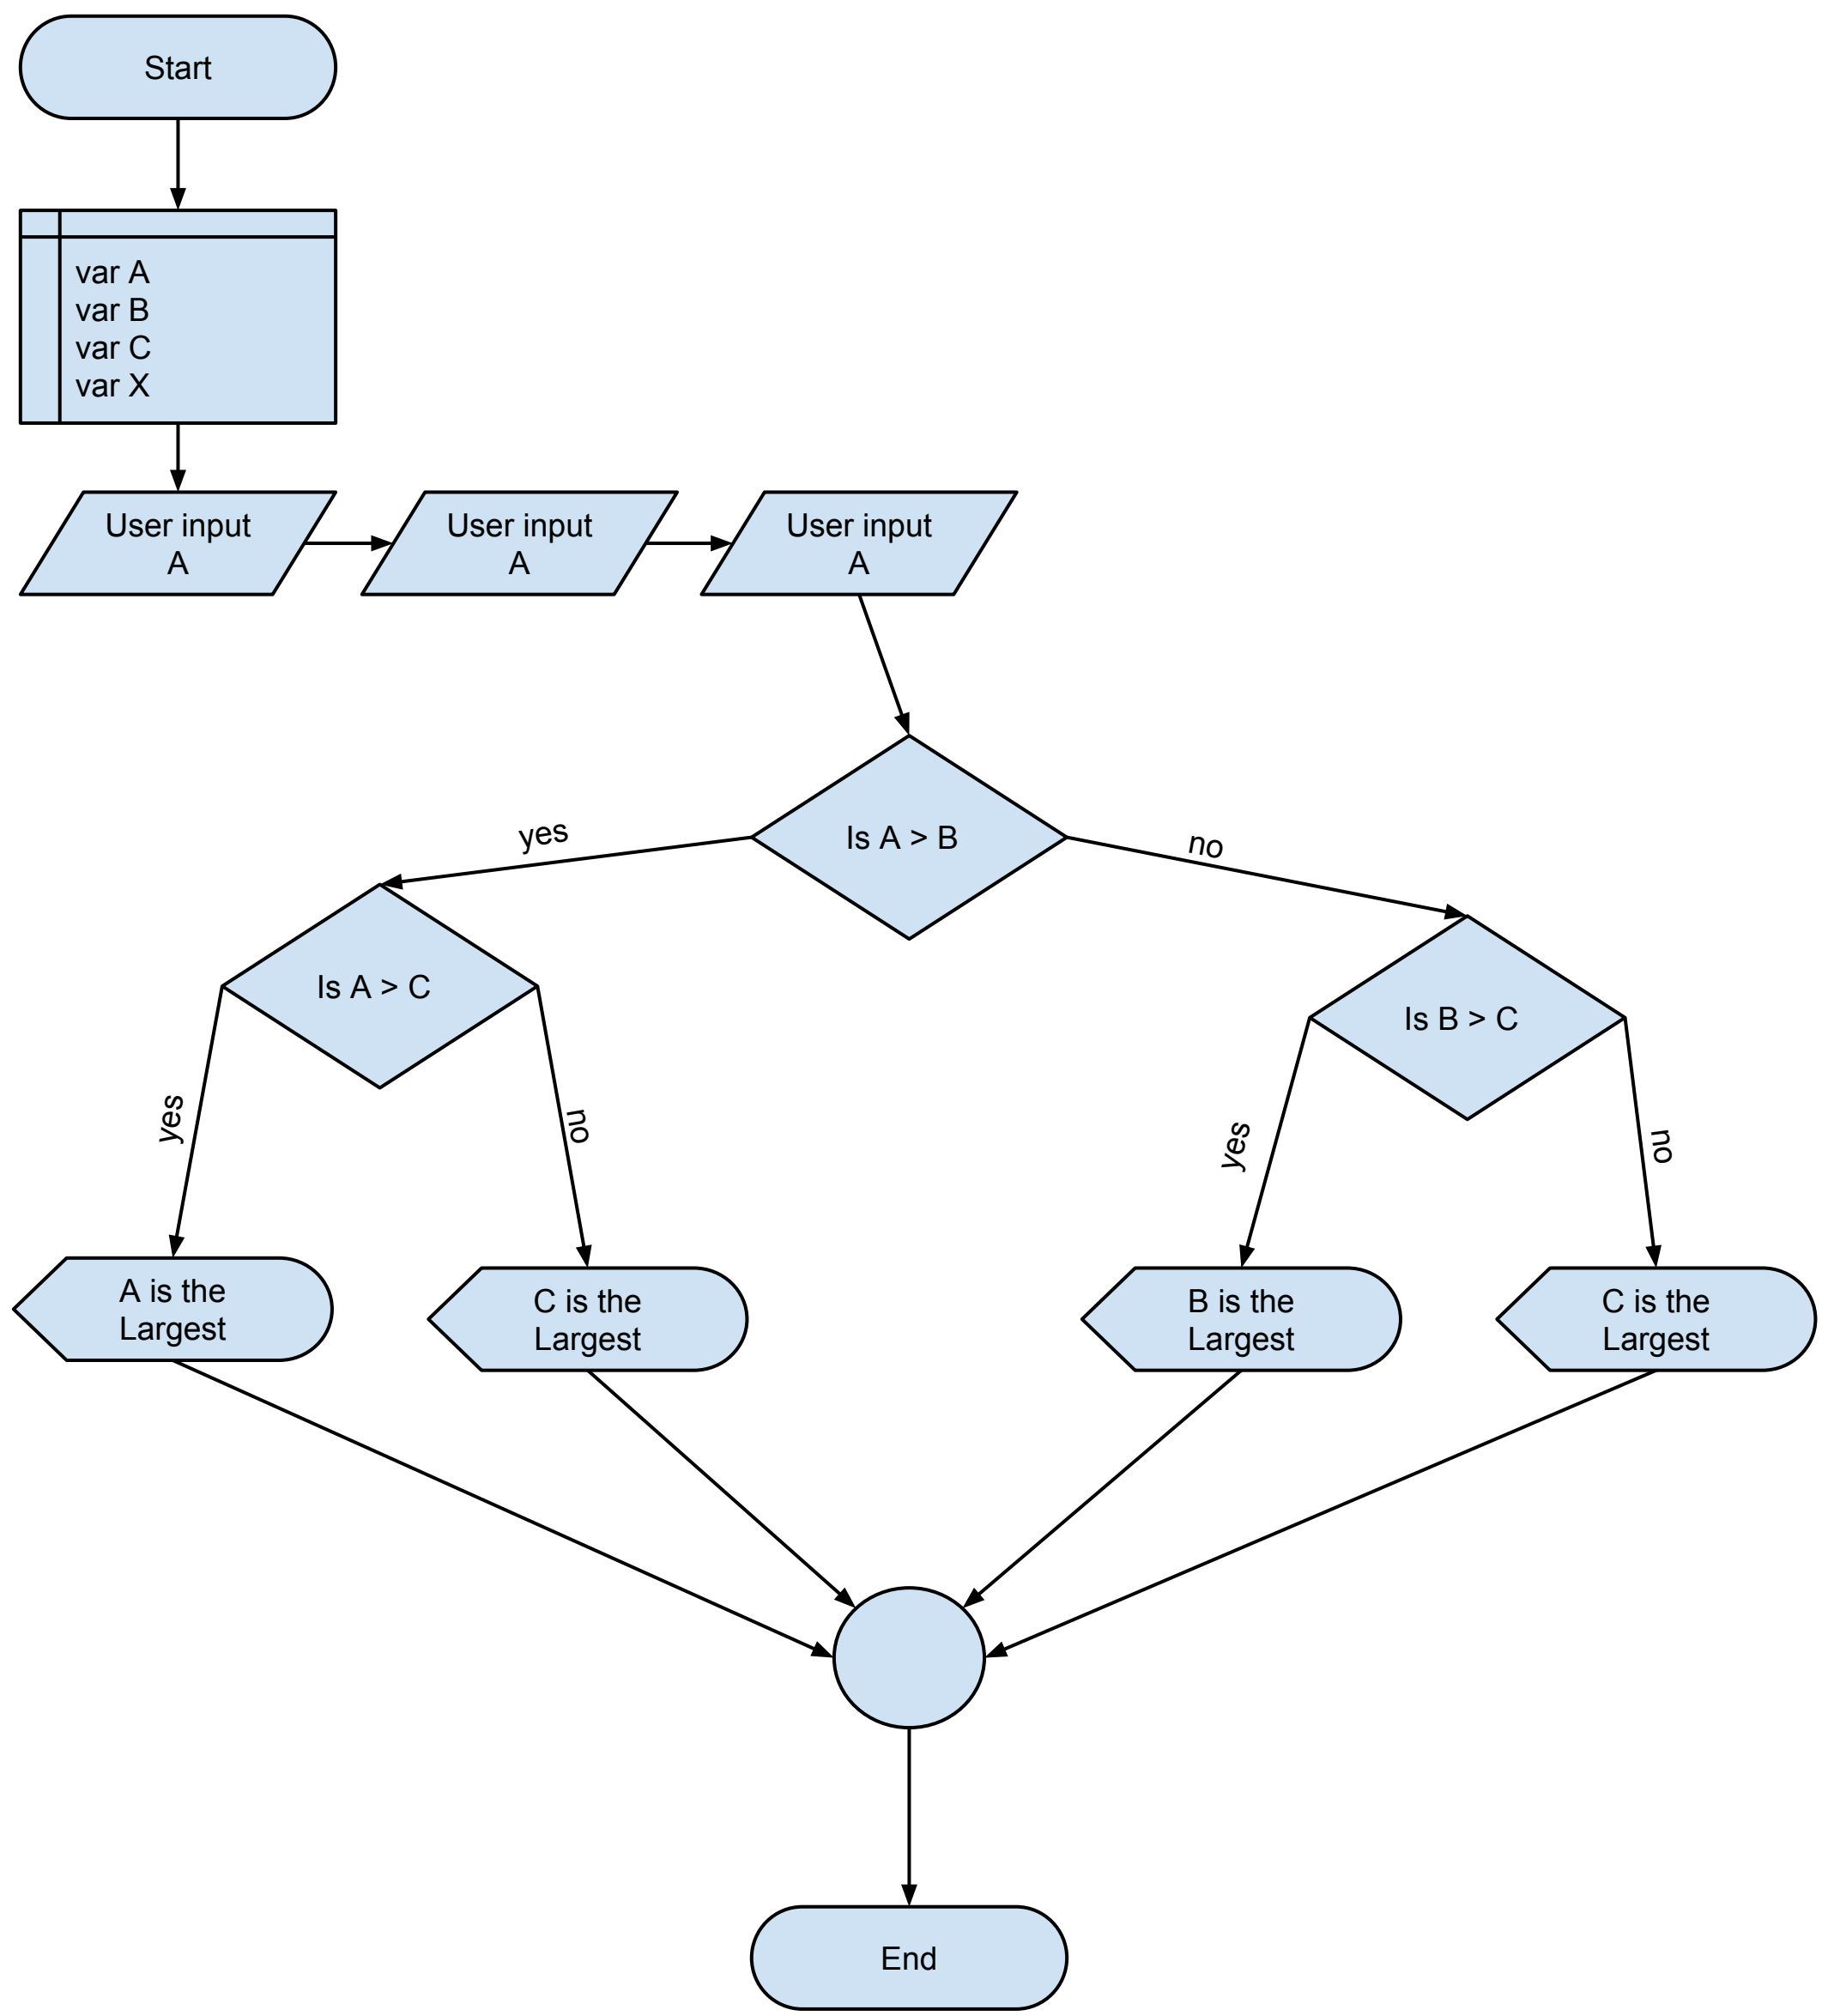 Start
var A
var B
var C
var X
User input
A
User input
A
User input
A
Is A > B
yes
no
Is A > C
Is B > C
yes
no
yes
no
A is the
Largest
C is the
Largest
B is the
Largest
C is the
Largest
End